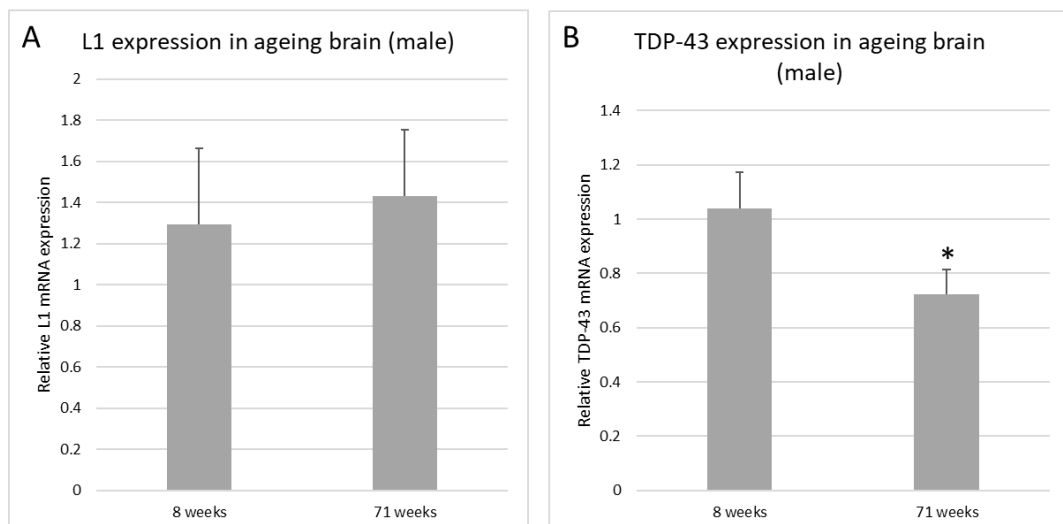 A
L1 expression in ageing brain (male)
Relative L1 mRNA expression
2
1.8
1.6
1.4
1.2
1
0.8
0.6
0.4
0.2
0
8 weeks
71 weeks
B
TDP-43 expression in ageing brain
(male)
Relative TDP-43 mRNA expression
1.4
1.2
1
0.8
0.6
0.4
0.2
0
*
8 weeks
71 weeks